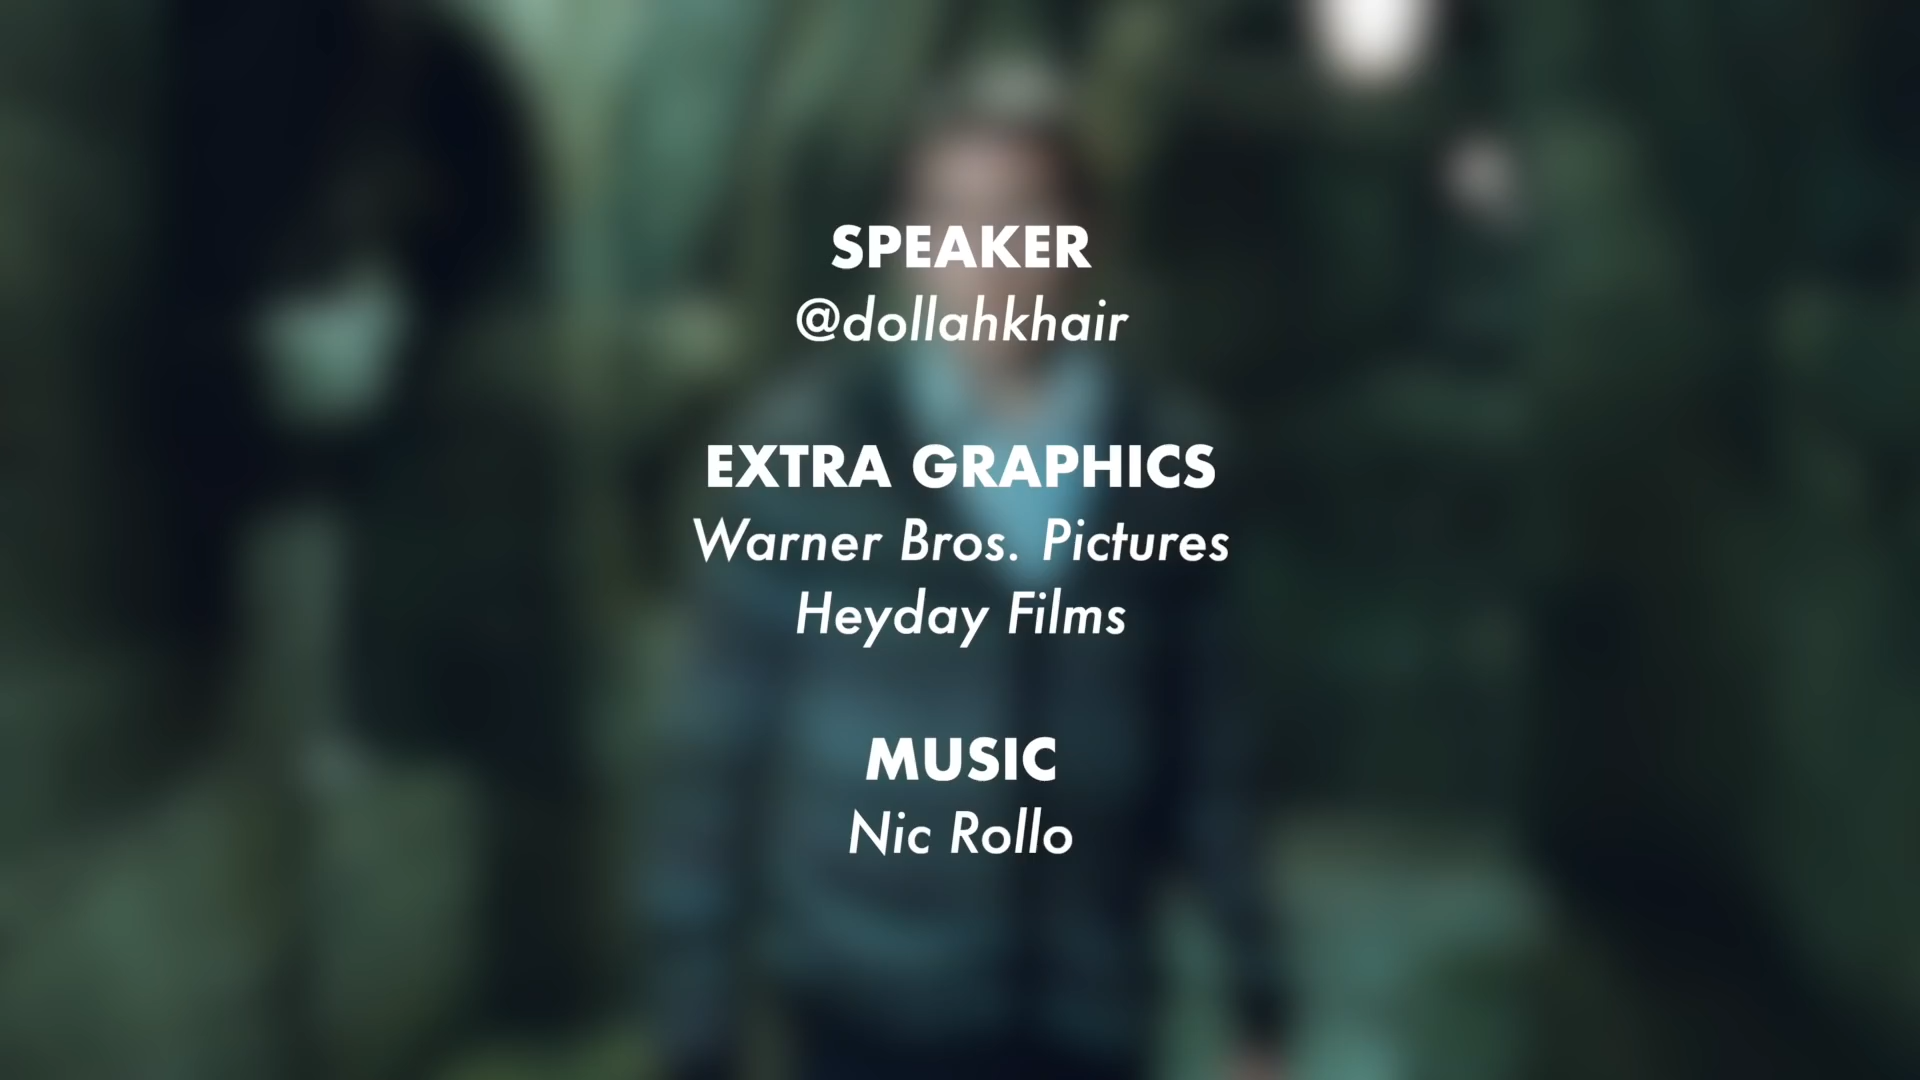 SPEAKER
@dollahkhair
EXTRA GRAPHICS
Warner Bros. Pictures
Heyday Films
MUSIC
Nic Rollo